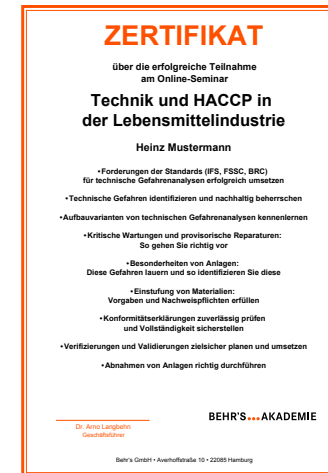 ZERTIFIKAT
über die erfolgreiche Teilnahme
am Online-Seminar
Technik und HACCP in
der Lebensmittelindustrie
Heinz Mustermann
•Forderungen der Standards (IFS, FSSC, BRC)
für technische Gefahrenanalysen erfolgreich umsetzen
•Technische Gefahren identifizieren und nachhaltig beherrschen
•Aufbauvarianten von technischen Gefahrenanalysen kennenlernen
•Kritische Wartungen und provisorische Reparaturen:
So gehen Sie richtig vor
•Besonderheiten von Anlagen:
Diese Gefahren lauern und so identifizieren Sie diese
•Einstufung von Materialien:
Vorgaben und Nachweispflichten erfüllen
•Konformitätserklärungen zuverlässig prüfen
und Vollständigkeit sicherstellen
•Verifizierungen und Validierungen zielsicher planen und umsetzen
•Abnahmen von Anlagen richtig durchführen
BEHR'S...AKADEMIE
Dr. Arno Langbehn
Geschäftsführer
Behr's GmbH • Averhoffstraße 10 • 22085 Hamburg